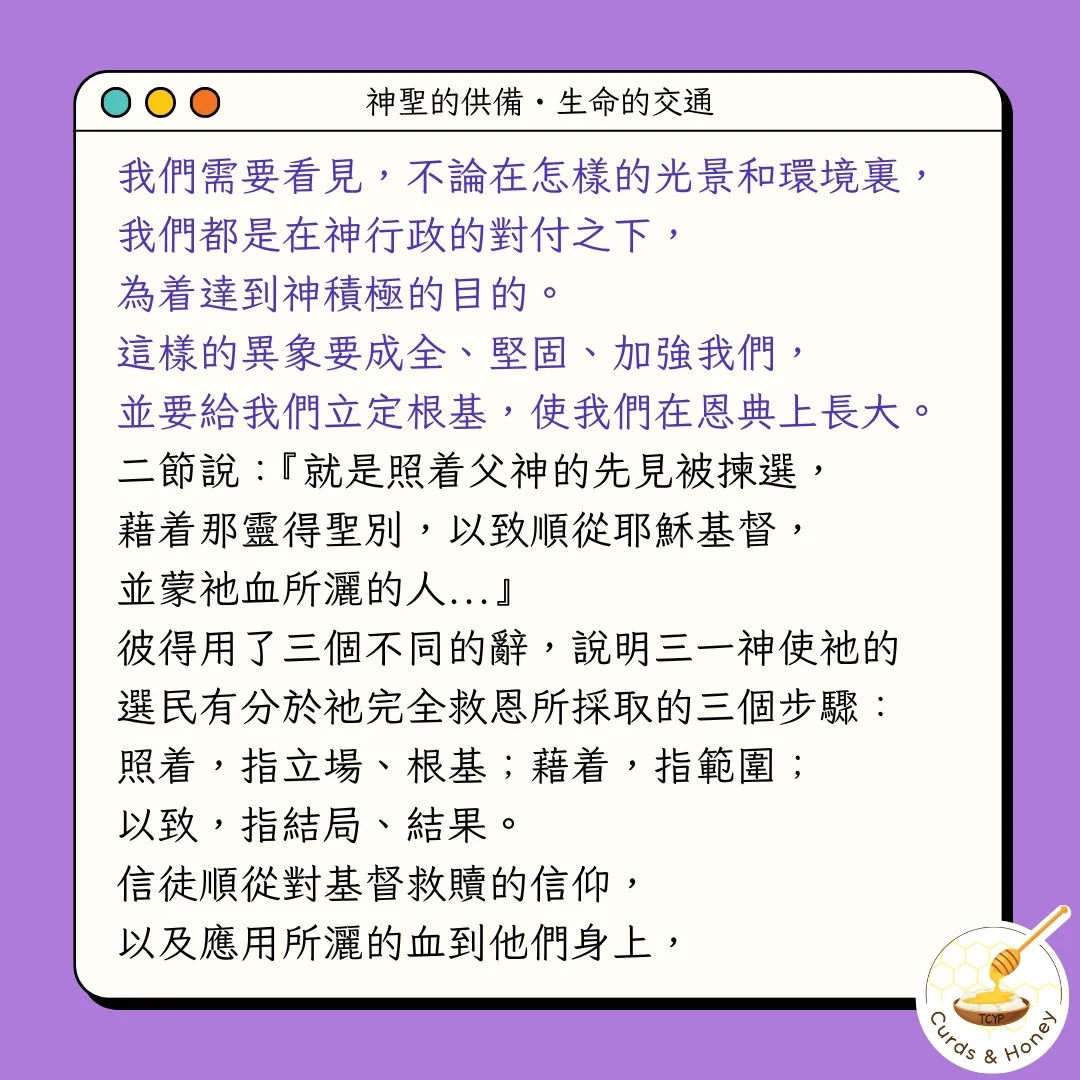 神聖的供備·生命的交通
我們需要看見，不論在怎樣的光景和環境裏，
我們都是在神行政的對付之下，
為着達到神積極的目的。
這樣的異象要成全、堅固、加強我們，
並要給我們立定根基，使我們在恩典上長大。
二節說：『就是照着父神的先見被揀選，
藉着那靈得聖別，以致順從耶穌基督，
並蒙祂血所灑的人...』
彼得用了三個不同的辭，說明三一神使祂的
選民有分於祂完全救恩所採取的三個步驟：
照着，指立場、根基；藉着，指範圍；
以致，指結局、結果。
信徒順從對基督救贖的信仰，
以及應用所灑的血到他們身上，
TCYP
Curds & Honey